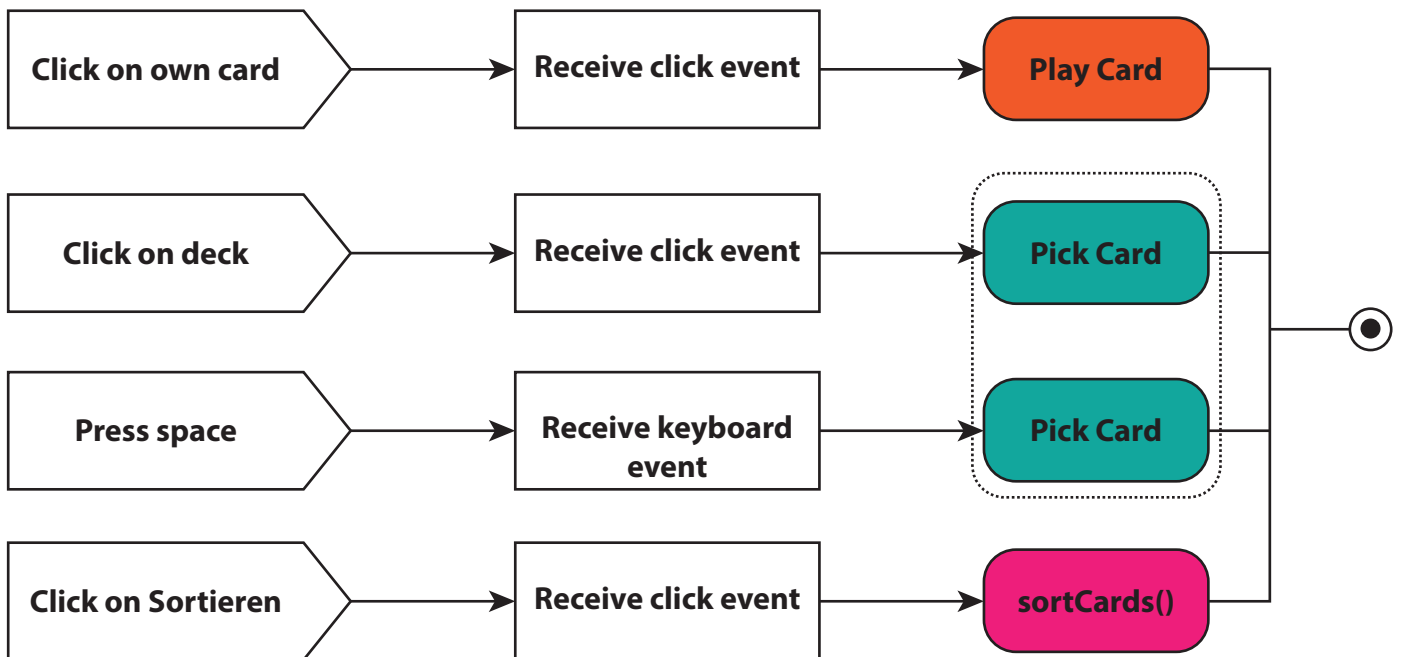 Click on own card
Receive click event
Play Card
Click on deck
Receive click event
Pick Card
Press space
Receive keyboard
event
Pick Card
Click on Sortieren
Receive click event
sortCards()